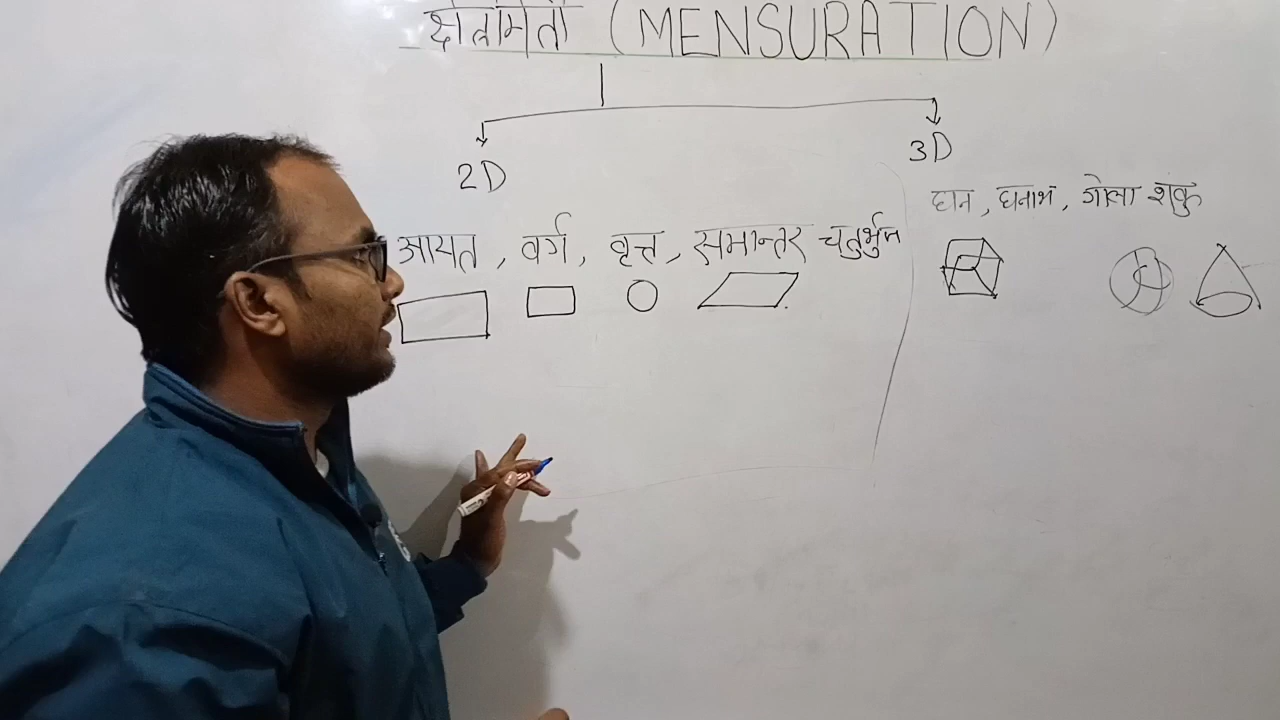 क्षेत्रमिती (MENSURATION)
2D
3D
आयत, वर्ग, वृत्त, समान्तर चतुर्भुज
घन, घनाभ, गोला शंकु